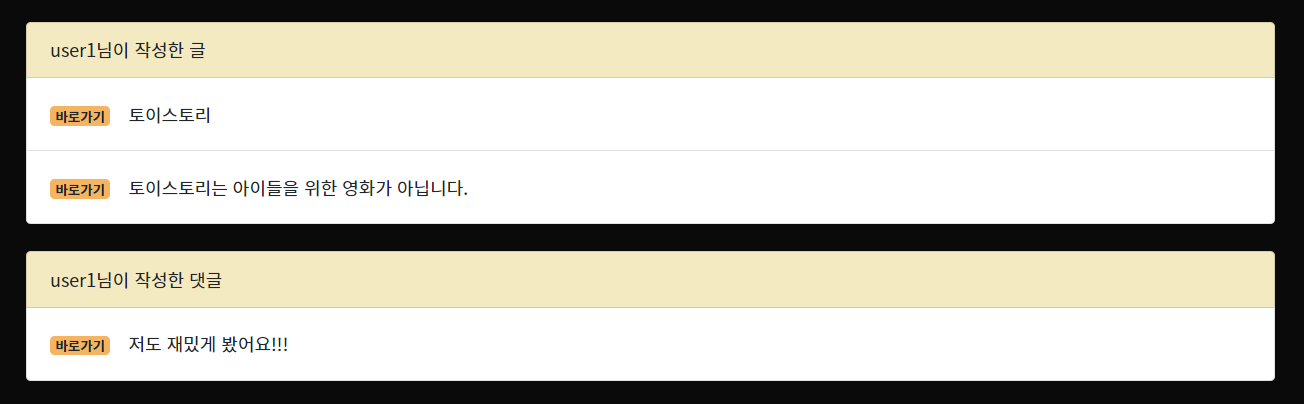 user1님이 작성한 글
바로가기 토이스토리
바로가기 토이스토리는 아이들을 위한 영화가 아닙니다.
user1님이 작성한 댓글
바로가기 저도 재밌게 봤어요!!!